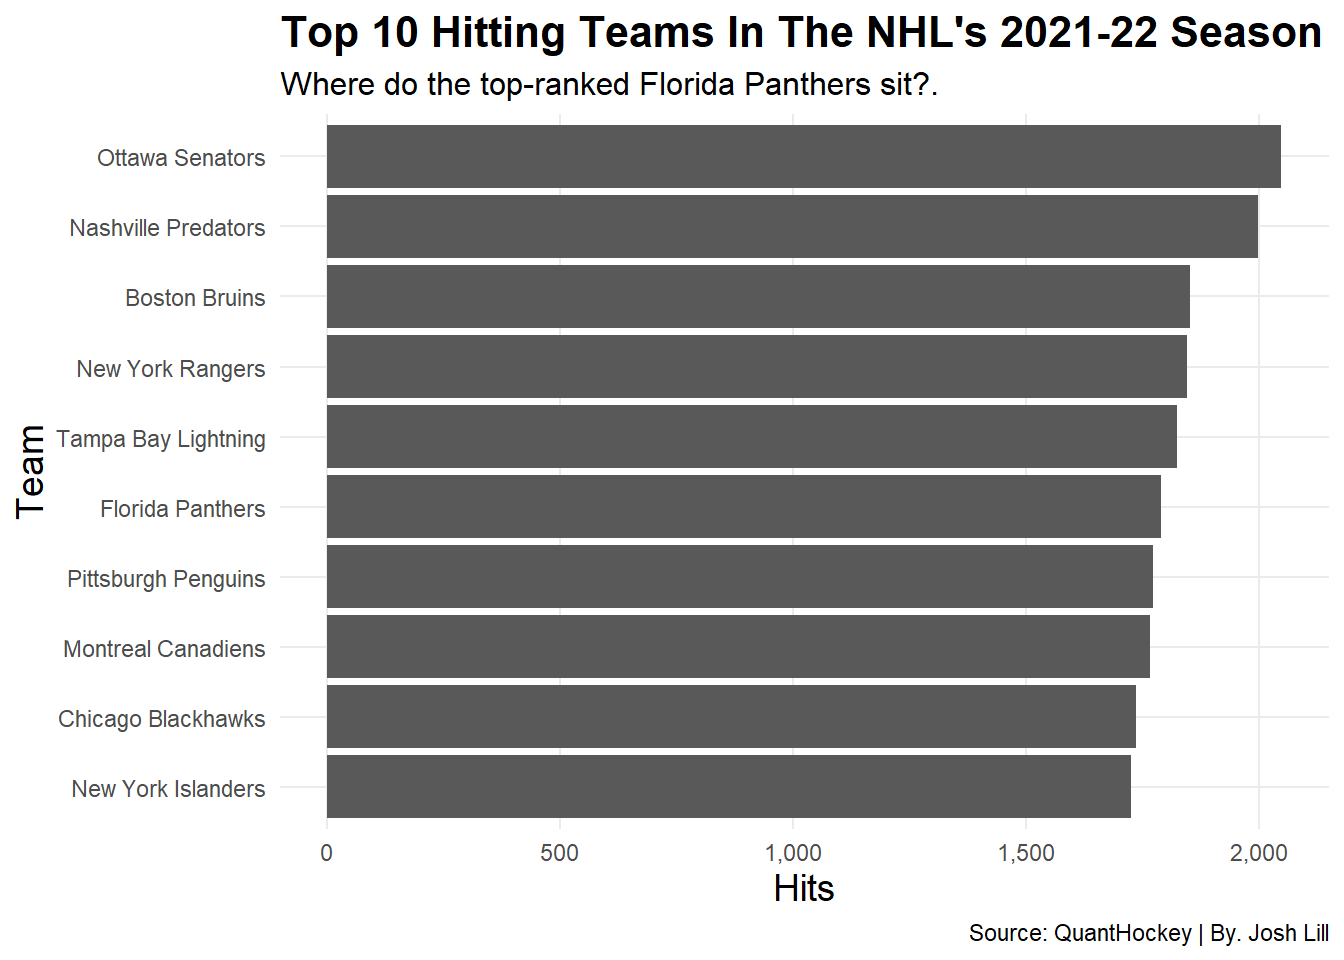 Top 10 Hitting Teams In The NHL's 2021-22 Season
Where do the top-ranked Florida Panthers sit?.
Team
Ottawa Senators
Nashville Predators
Boston Bruins
New York Rangers
Tampa Bay Lightning
Florida Panthers
Pittsburgh Penguins
Montreal Canadiens
Chicago Blackhawks
New York Islanders
0 500 1,000 1,500 2,000
Hits
Source: QuantHockey | By. Josh Lill